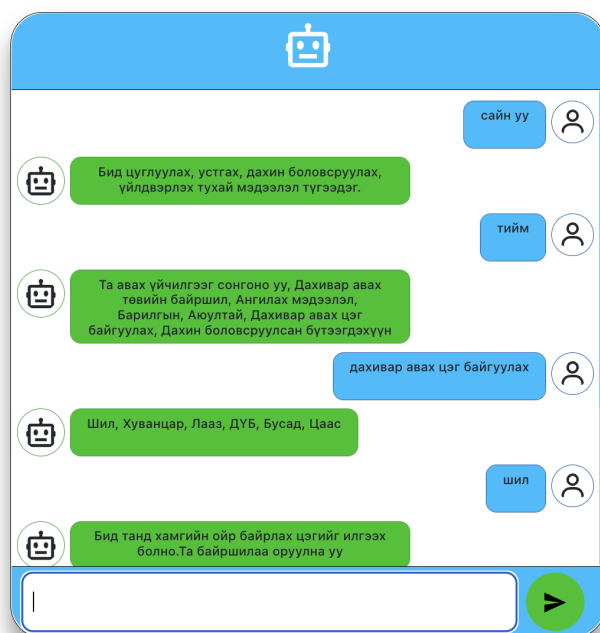 сайн уу
Бид цуглуулах, устгах, дахин боловсруулах,
үйлдвэрлэх тухай мэдээлэл түгээдэг.
тийм
Та авах үйчилгээг сонгоно уу, Дахивар авах
төвийн байршил, Ангилах мэдээлэл,
Барилгын, Аюултай, Дахивар авах цэг
байгуулах, Дахин боловсруулсан бүтээгдэхүүн
дахивар авах цэг байгуулах
Шил, Хуванцар, Лааз, ДҮБ, Бусад, Цаас
шил
Бид танд хамгийн ойр байрлах цэгийг илгээх
болно.Та байршилаа оруулна уу